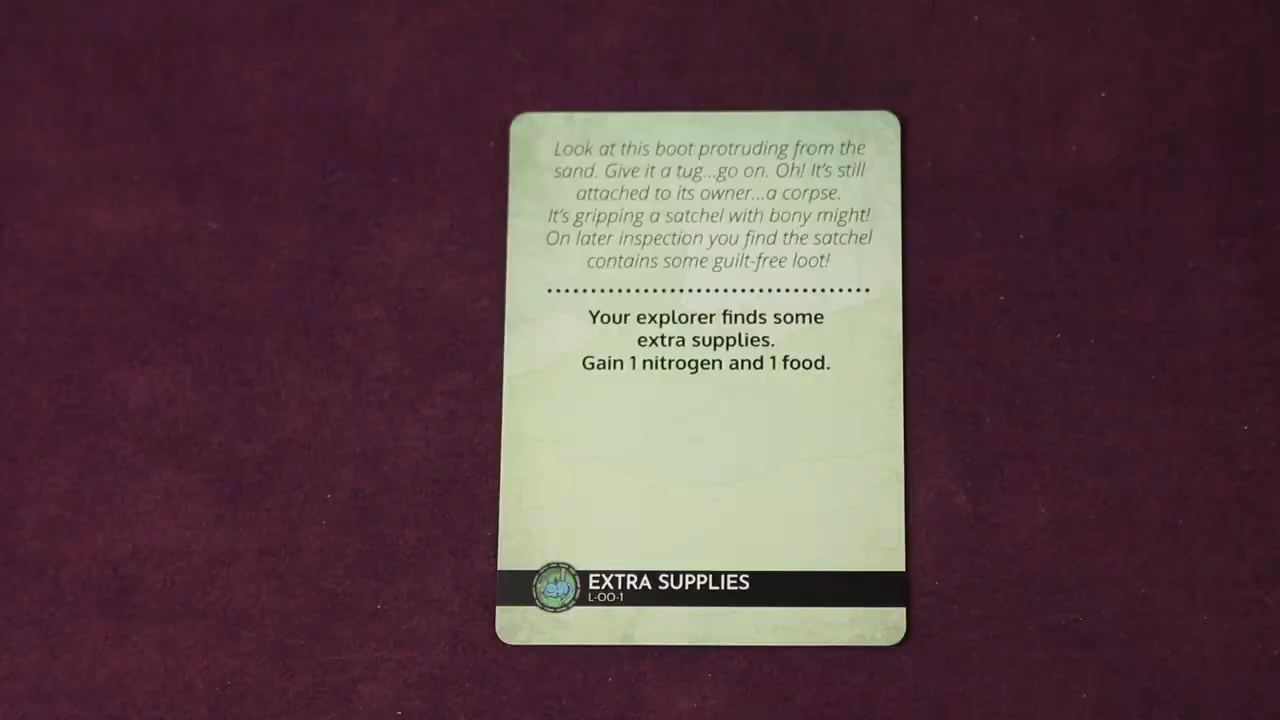 Look at this boot protruding from the
sand. Give it a tug...go on. Oh! It's still
attached to its owner...a corpse.
It's gripping a satchel with bony might!
On later inspection you find the satchel
contains some guilt-free loot!
Your explorer finds some
extra supplies.
Gain 1 nitrogen and 1 food.
EXTRA SUPPLIES
L-OO-1